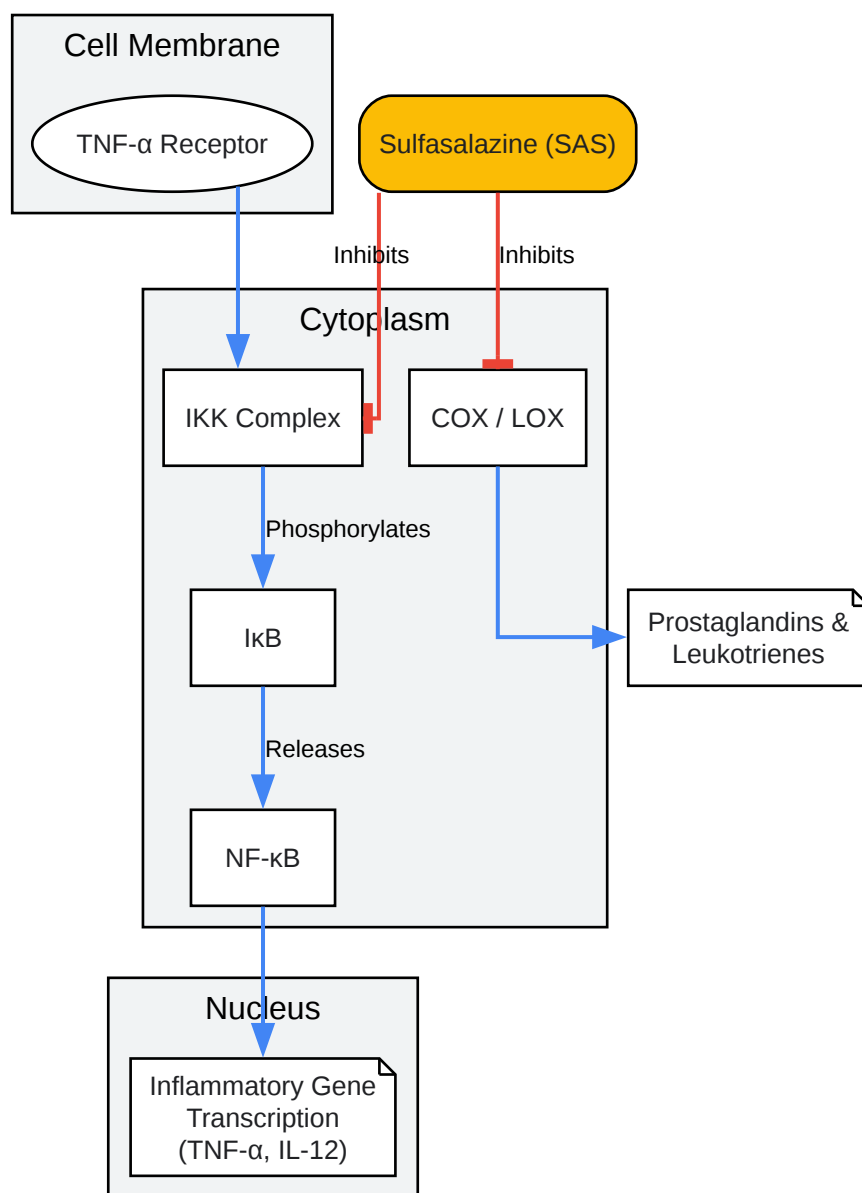 Cell Membrane
TNF-α Receptor
Sulfasalazine (SAS)
Inhibits
Inhibits
Cytoplasm
IKK Complex
COX / LOX
Phosphorylates
IκB
Prostaglandins &
Leukotrienes
Releases
NF-κB
Nucleus
Inflammatory Gene
Transcription
(TNF-α, IL-12)